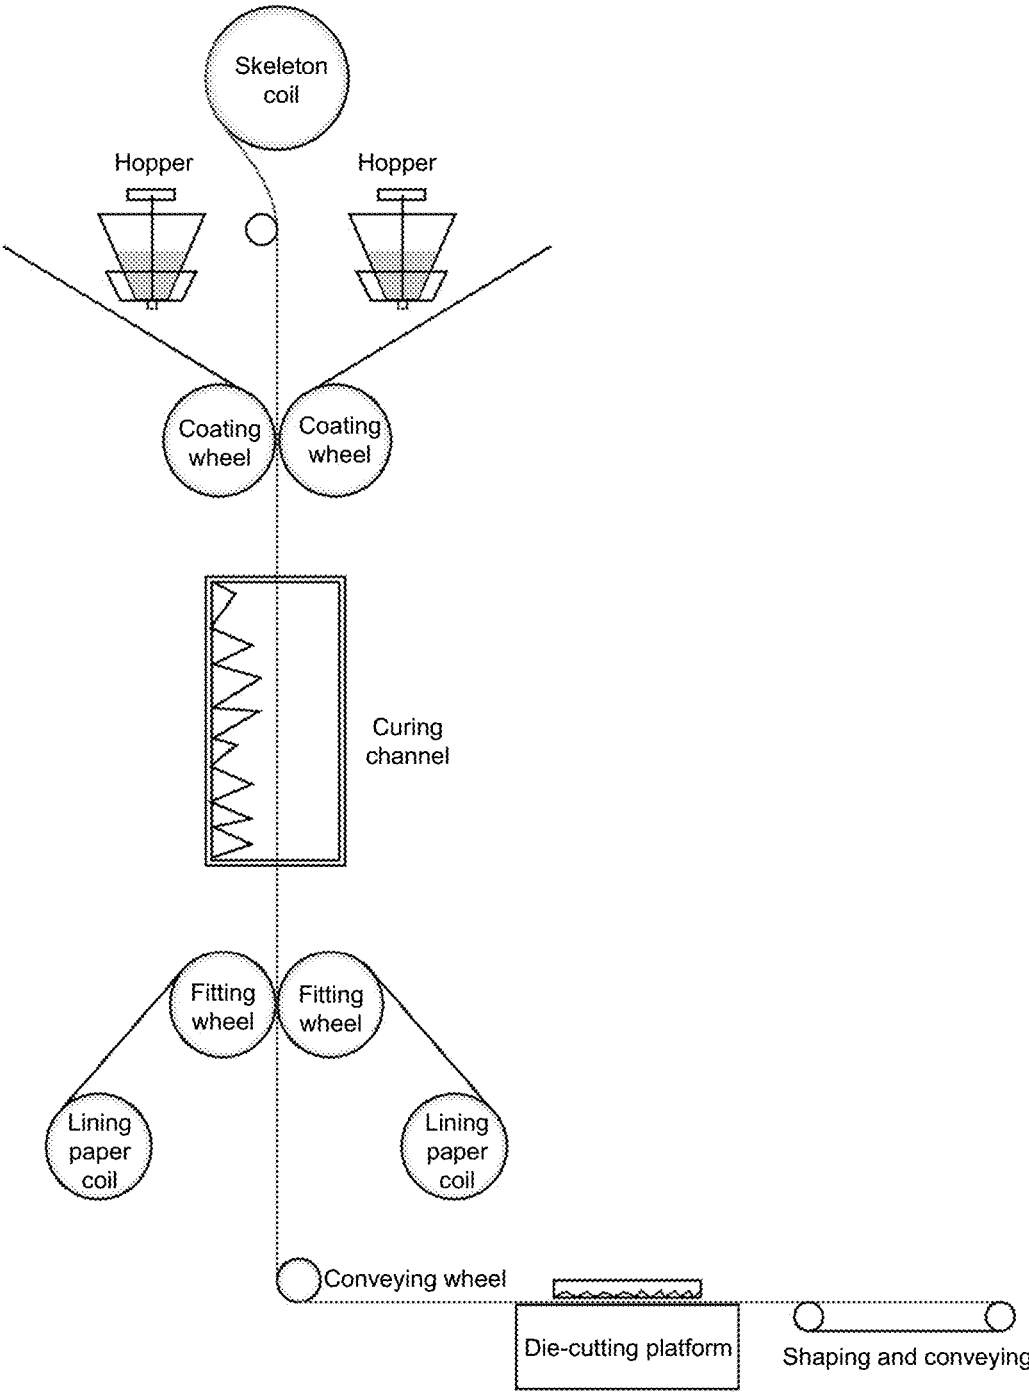 Skeleton
coil
Hopper
Hopper
Coating
wheel
Coating
wheel
Curing
channel
Fitting
wheel
Fitting
wheel
Lining
paper
coil
Lining
paper
coil
Conveying wheel
Die-cutting platform
Shaping and conveying